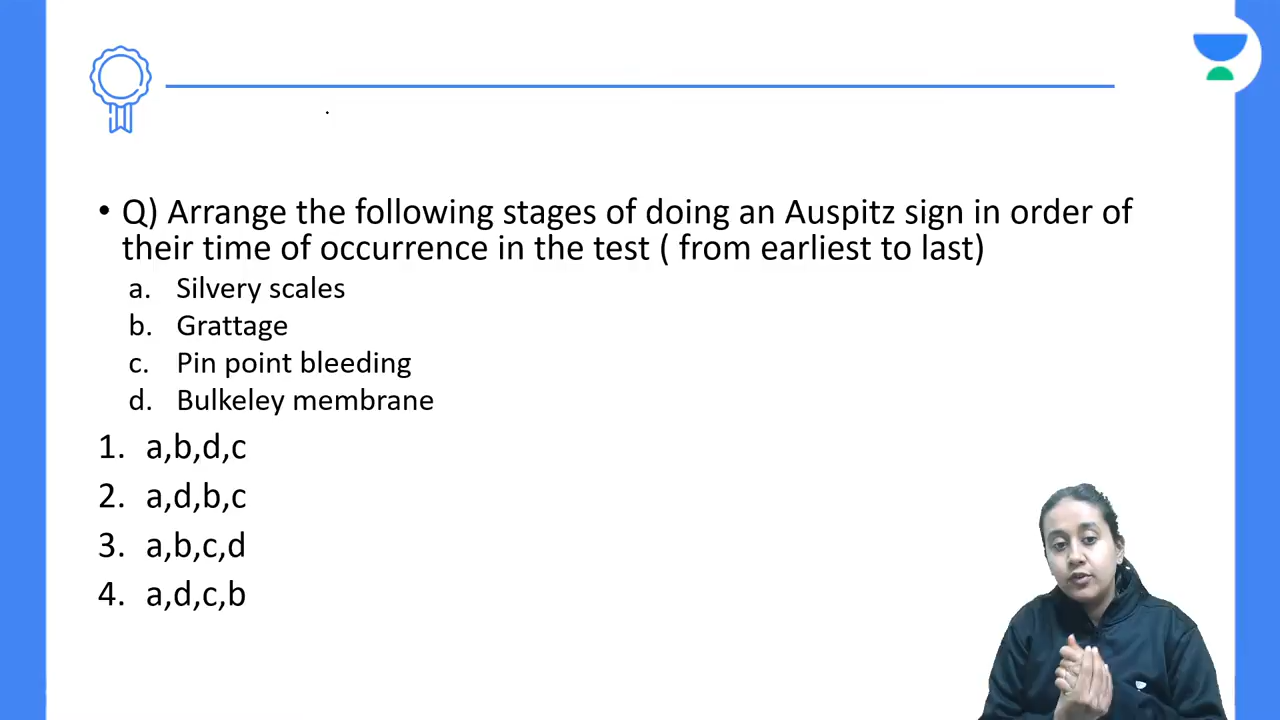 • Q) Arrange the following stages of doing an Auspitz sign in order of
their time of occurrence in the test ( from earliest to last)
a. Silvery scales
b. Grattage
c. Pin point bleeding
d. Bulkeley membrane
1. a,b,d,c
2. a,d,b,c
3. a,b,c,d
4. a,d,c,b